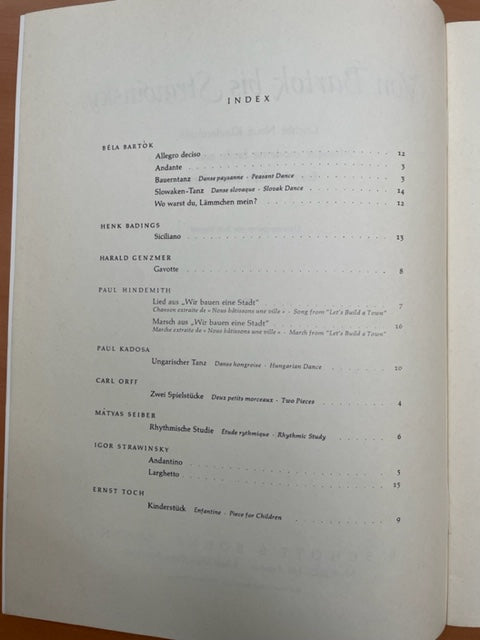 INDEX
BÉLA BARTÓK
Allegro deciso 12
Andante 3
Bauerntanz Danse paysanne - Peasant Dance 3
Slowaken-Tanz Danse slovaque - Slovak Dance 14
Wo warst du, Lämmchen mein? 12
HENK BADINGS
Siciliano 13
HARALD GENZMER
Gavotte 8
PAUL HINDEMITH
Lied aus „Wir bauen eine Stadt" 7
Chanson extraite de « Nous bâtissons une ville » - Song from "Let's Build a Town"
Marsch aus „Wir bauen eine Stadt" 16
Marche extraite de « Nous bâtissons une ville » - March from "Let's Build a Town"
PAUL KADOSA
Ungarischer Tanz Danse hongroise - Hungarian Dance 10
CARL ORFF
Zwei Spielstücke Deux petits morceaux - Two Pieces 4
MÁTYAS SEIBER
Rhythmische Studie Etude rythmique - Rhythmic Study 6
IGOR STRAWINSKY
Andantino 5
Larghetto 15
ERNST TOCH
Kinderstück Enfantine - Piece for Children 9